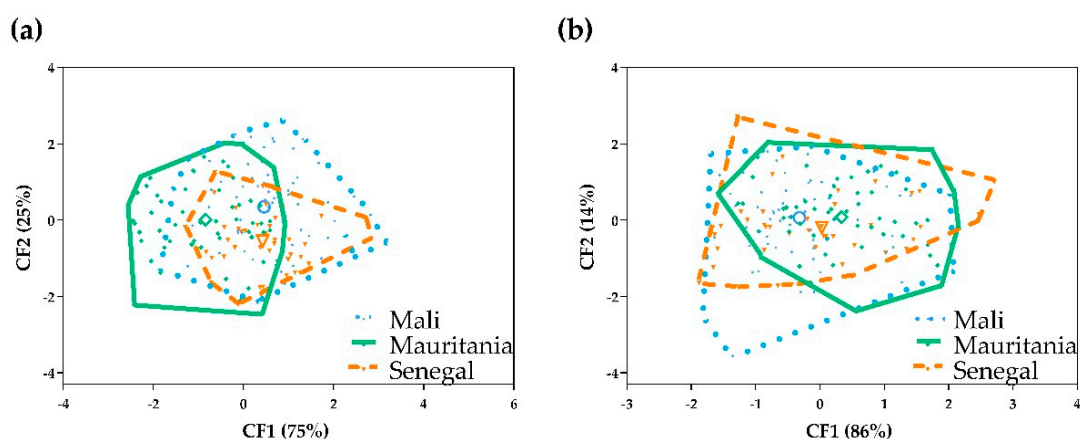 (a)
(b)
4
2
0
-2
-4
CF2 (25%)
-4
-2
0
2
4
6
CF1 (75%)
Mali
Mauritania
Senegal
4
2
0
-2
-4
CF2 (14%)
-3
-2
-1
0
1
2
3
4
CF1 (86%)
Mali
Mauritania
Senegal